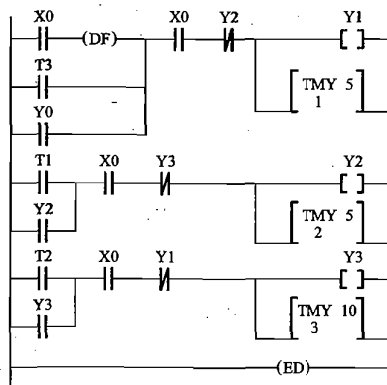 X0 X0 Y2 Y1
(DF)
T3 TMY 5
1
Y0
T1 X0 Y3 Y2
Y2 TMY 5
2
T2 X0 Y1 Y3
Y3 TMY 10
3
(ED)